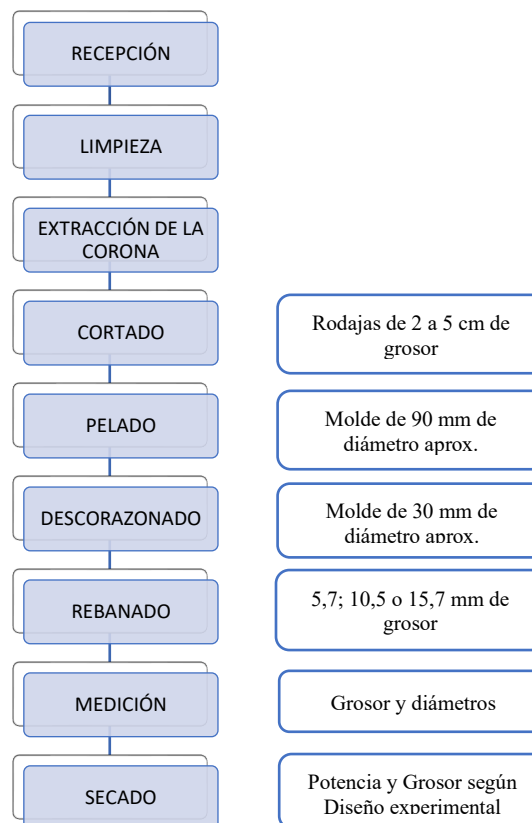 RECEPCIÓN
LIMPIEZA
EXTRACCIÓN DE LA
CORONA
CORTADO
Rodajas de 2 a 5 cm de
grosor
PELADO
Molde de 90 mm de
diámetro aprox.
DESCORAZONADO
Molde de 30 mm de
diámetro aprox.
REBANADO
5,7; 10,5 o 15,7 mm de
grosor
MEDICIÓN
Grosor y diámetros
SECADO
Potencia y Grosor según
Diseño experimental